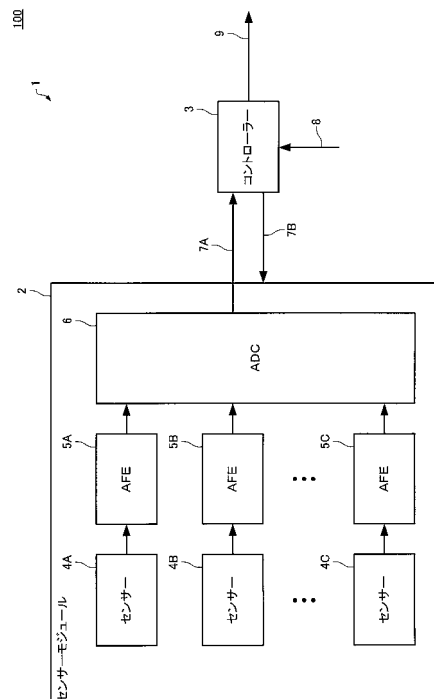 100
1
センサーモジュール
2
4A
センサー
5A
AFE
6
ADC
4B
センサー
5B
AFE
4C
センサー
5C
AFE
7A
7B
3
コントローラー
8
9